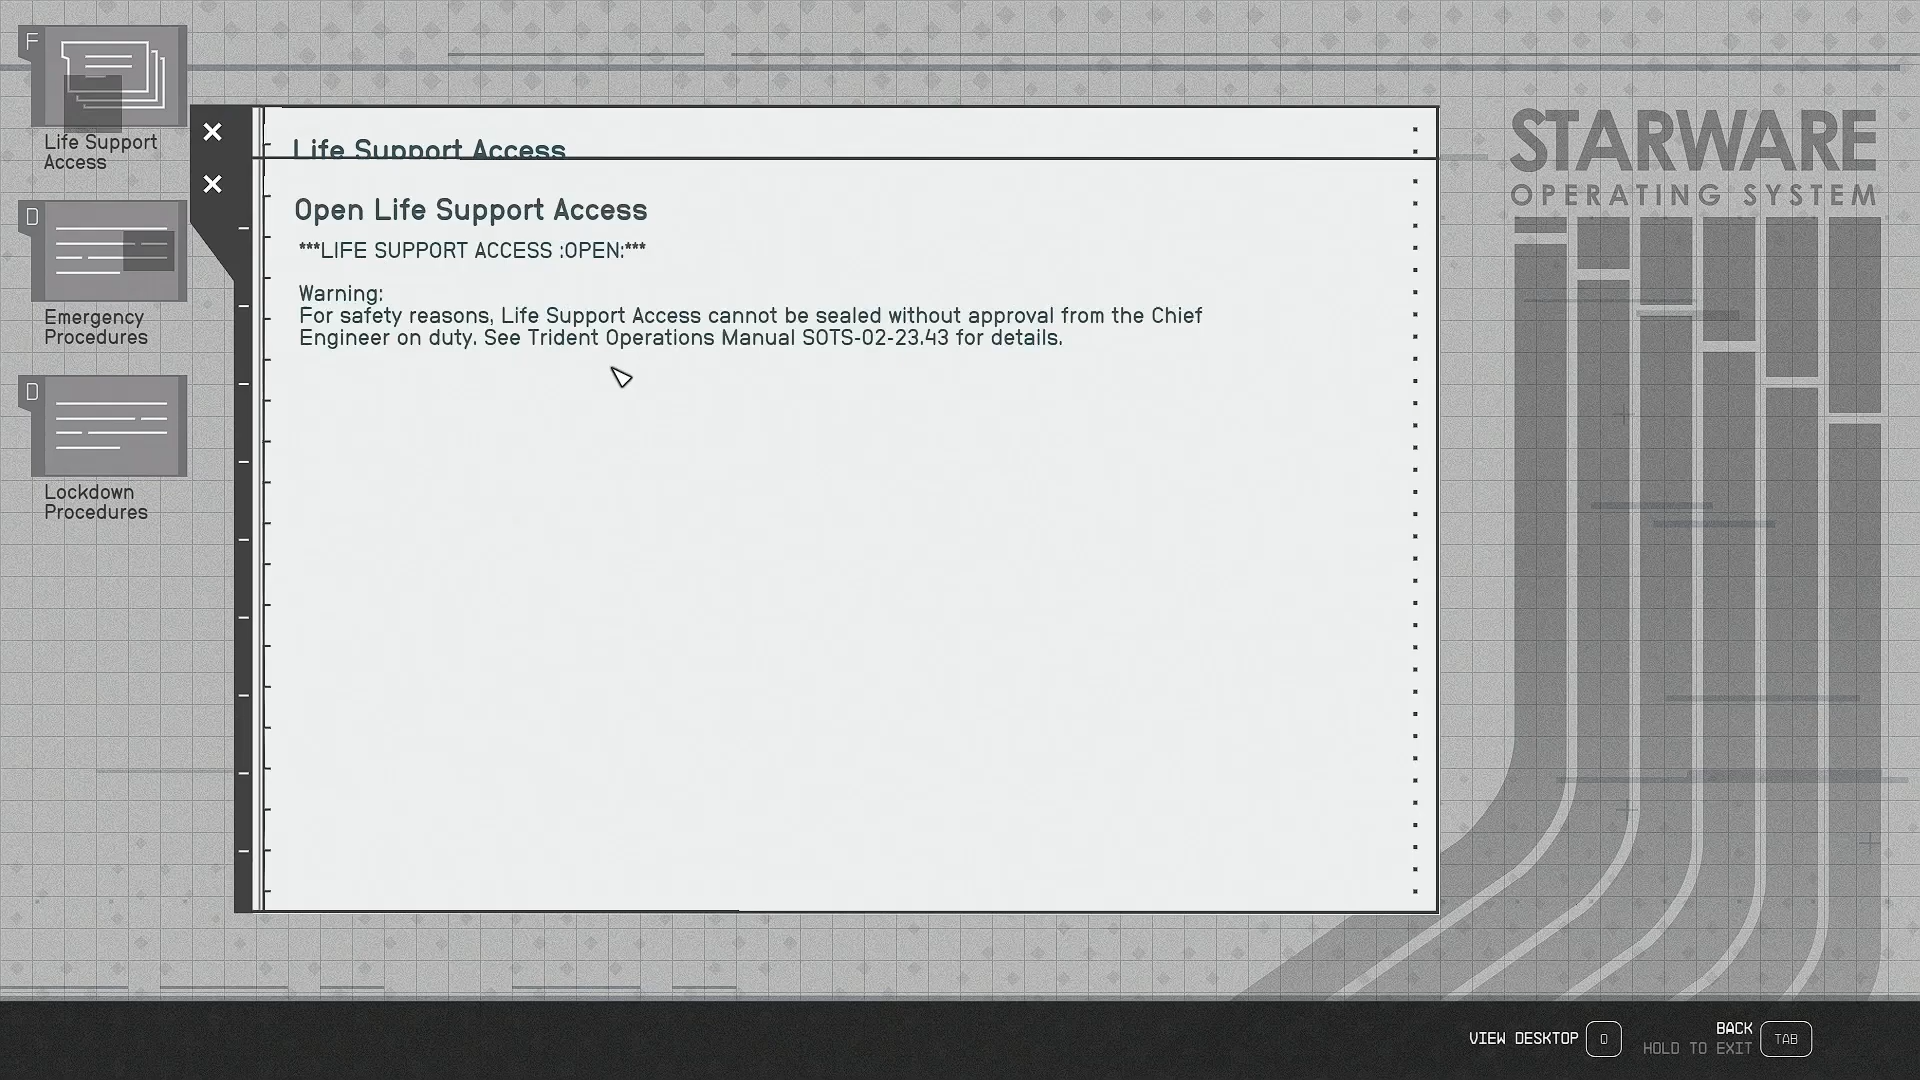 F
Life Support
Access
D
Emergency
Procedures
D
Lockdown
Procedures
Life Support Access
Open Life Support Access
***LIFE SUPPORT ACCESS :OPEN:***
Warning:
For safety reasons, Life Support Access cannot be sealed without approval from the Chief
Engineer on duty. See Trident Operations Manual SOTS-02-23.43 for details.
STARWARE
OPERATING SYSTEM
VIEW DESKTOP Q
BACK
HOLD TO EXIT TAB